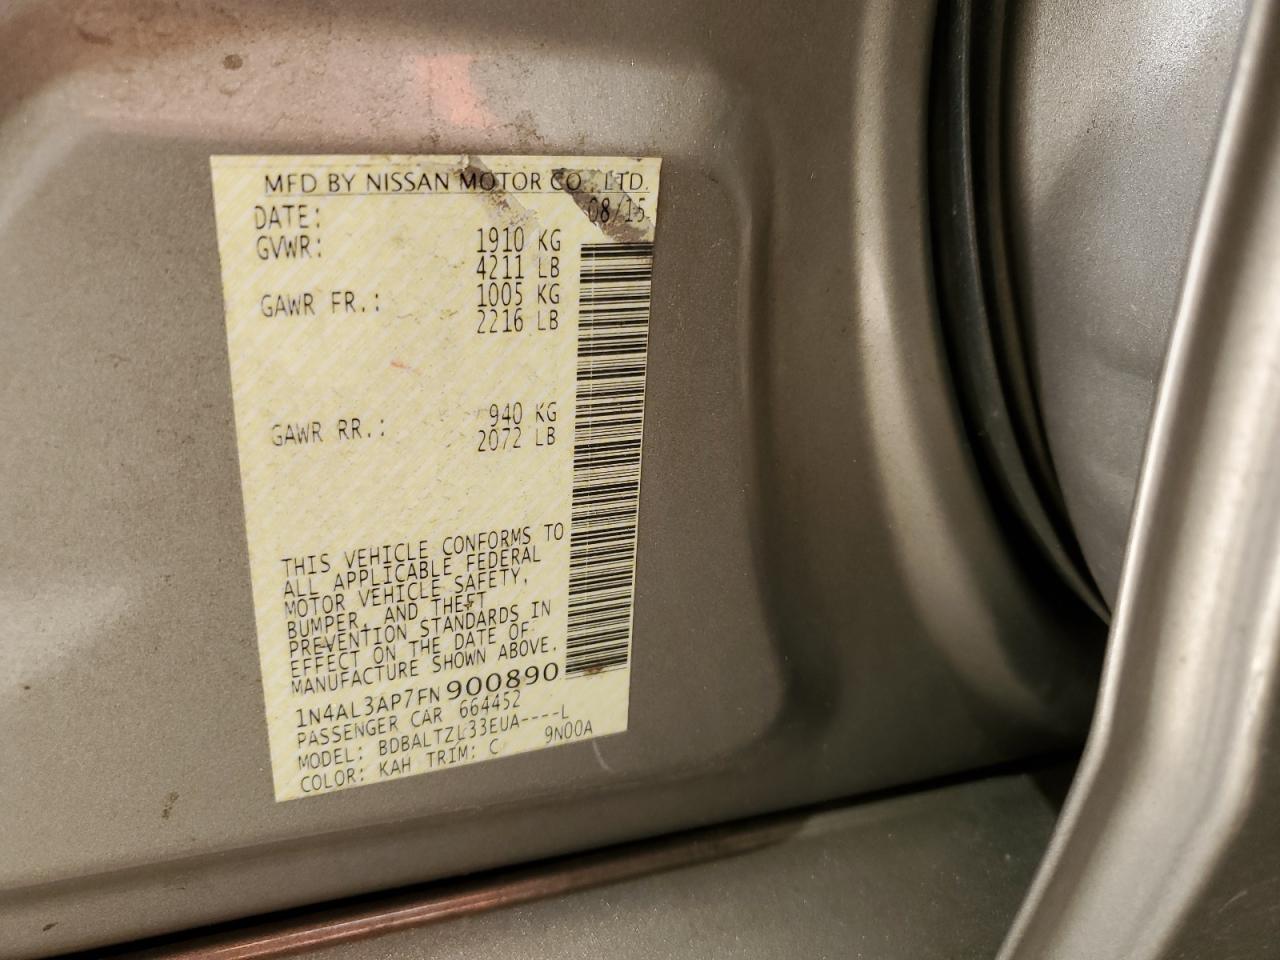 MFD BY NISSAN MOTOR CO., LTD.
DATE: 08/15
GVWR: 1910 KG
4211 LB
GAWR FR.: 1005 KG
2216 LB
GAWR RR.: 940 KG
2072 LB
THIS VEHICLE CONFORMS TO
ALL APPLICABLE FEDERAL
MOTOR VEHICLE SAFETY,
BUMPER, AND THEFT
PREVENTION STANDARDS IN
EFFECT ON THE DATE OF
MANUFACTURE SHOWN ABOVE.
1N4AL3AP7FN900890
PASSENGER CAR 664452
MODEL: BDBALTZL33EUA----L
COLOR: KAH TRIM: C 9N00A